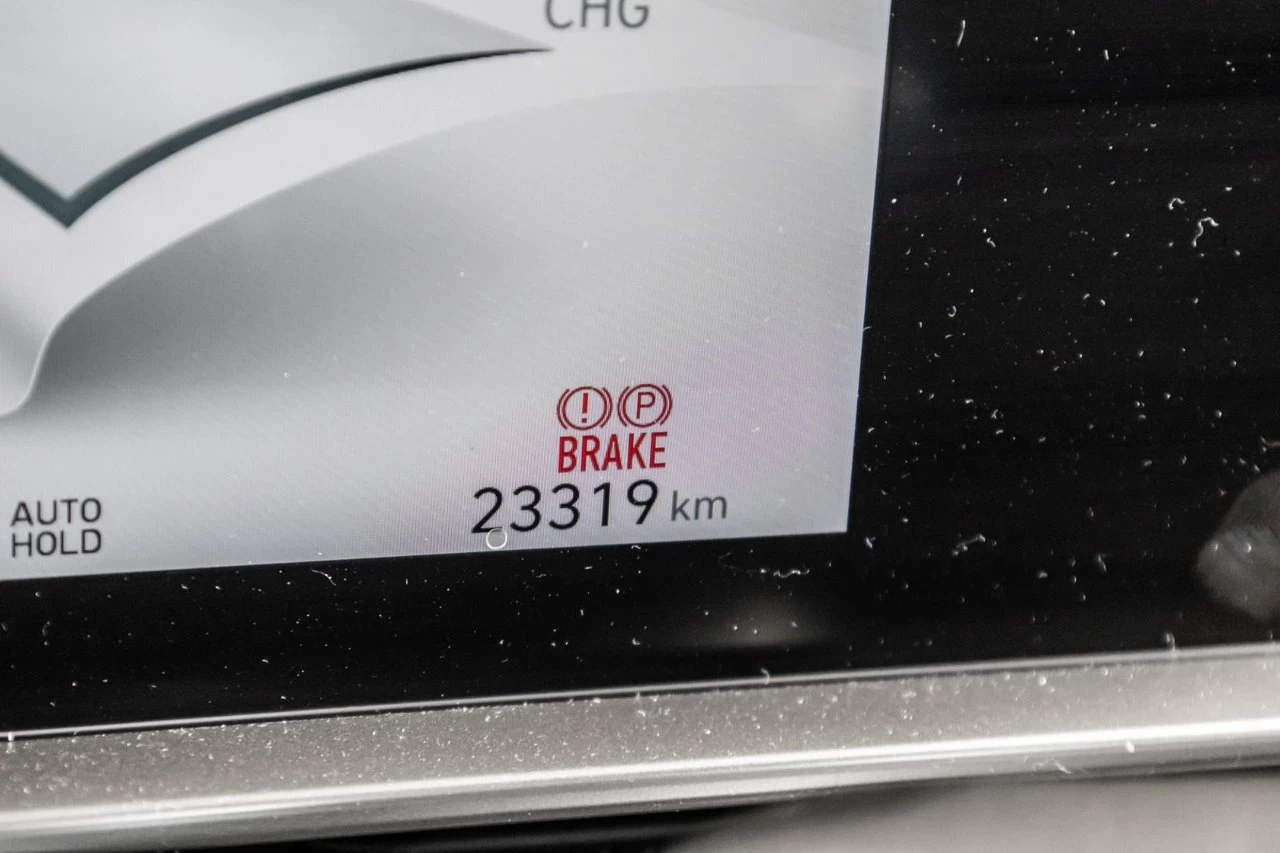 CHG
(!) (P)
BRAKE
23319 km
AUTO
HOLD